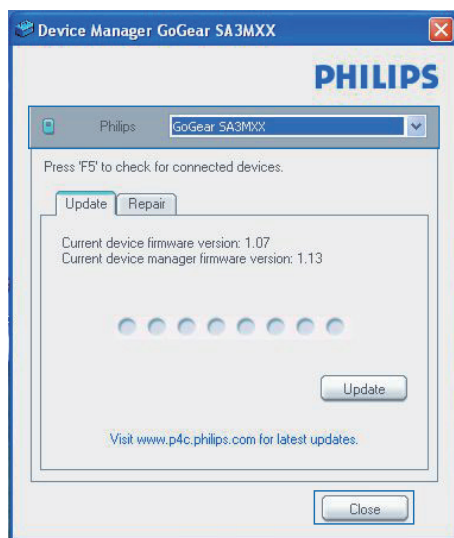 Device Manager GoGear SA3MXX
PHILIPS
Philips GoGear SA3MXX
Press 'F5' to check for connected devices.
Update Repair
Current device firmware version: 1.07
Current device manager firmware version: 1.13
Update
Visit www.p4c.philips.com for latest updates.
Close